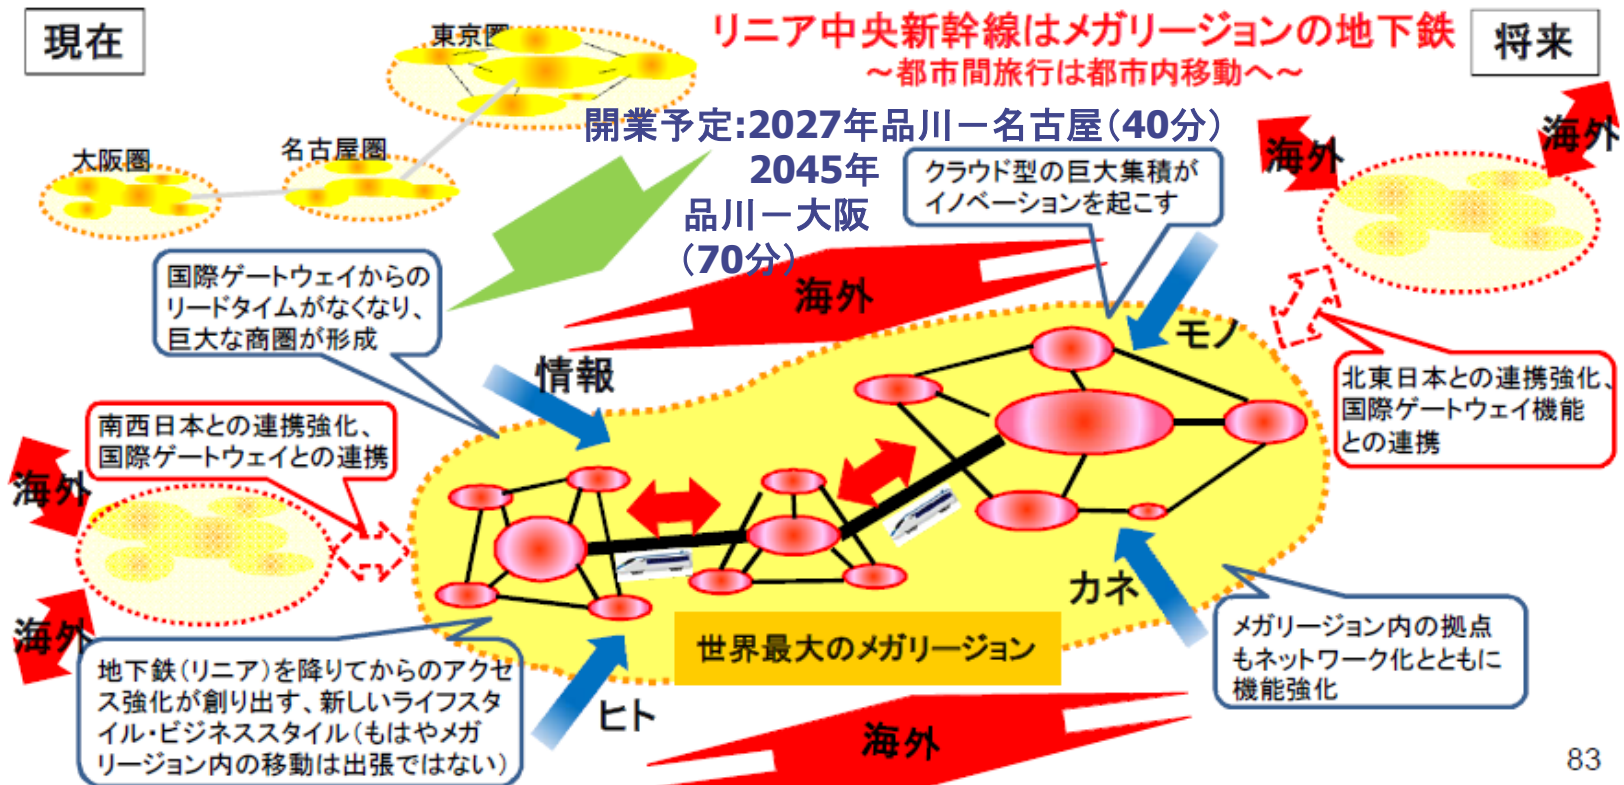 現在
東京圏
大阪圏
名古屋圏
リニア中央新幹線はメガリージョンの地下鉄
～都市間旅行は都市内移動へ～
将来
開業予定:2027年品川－名古屋(40分)
2045年
品川－大阪
(70分)
クラウド型の巨大集積が
イノベーションを起こす
海外
海外
国際ゲートウェイからの
リードタイムがなくなり、
巨大な商圏が形成
海外
モノ
情報
北東日本との連携強化、
国際ゲートウェイ機能
との連携
南西日本との連携強化、
国際ゲートウェイとの連携
海外
海外
カネ
世界最大のメガリージョン
メガリージョン内の拠点
もネットワーク化とともに
機能強化
地下鉄(リニア)を降りてからのアクセ
ス強化が創り出す、新しいライフスタ
イル・ビジネススタイル(もはやメガ
リージョン内の移動は出張ではない)
ヒト
海外
83